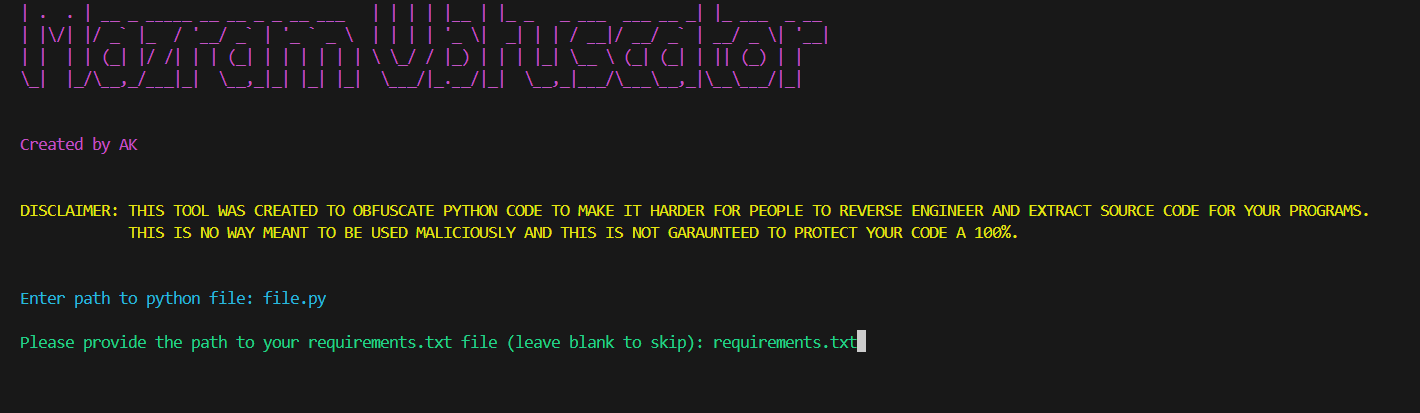 Mazram Obfuscator
Created by AK
DISCLAIMER: THIS TOOL WAS CREATED TO OBFUSCATE PYTHON CODE TO MAKE IT HARDER FOR PEOPLE TO REVERSE ENGINEER AND EXTRACT SOURCE CODE FOR YOUR PROGRAMS.
THIS IS NO WAY MEANT TO BE USED MALICIOUSLY AND THIS IS NOT GARAUNTEED TO PROTECT YOUR CODE A 100%.
Enter path to python file: file.py
Please provide the path to your requirements.txt file (leave blank to skip): requirements.txt